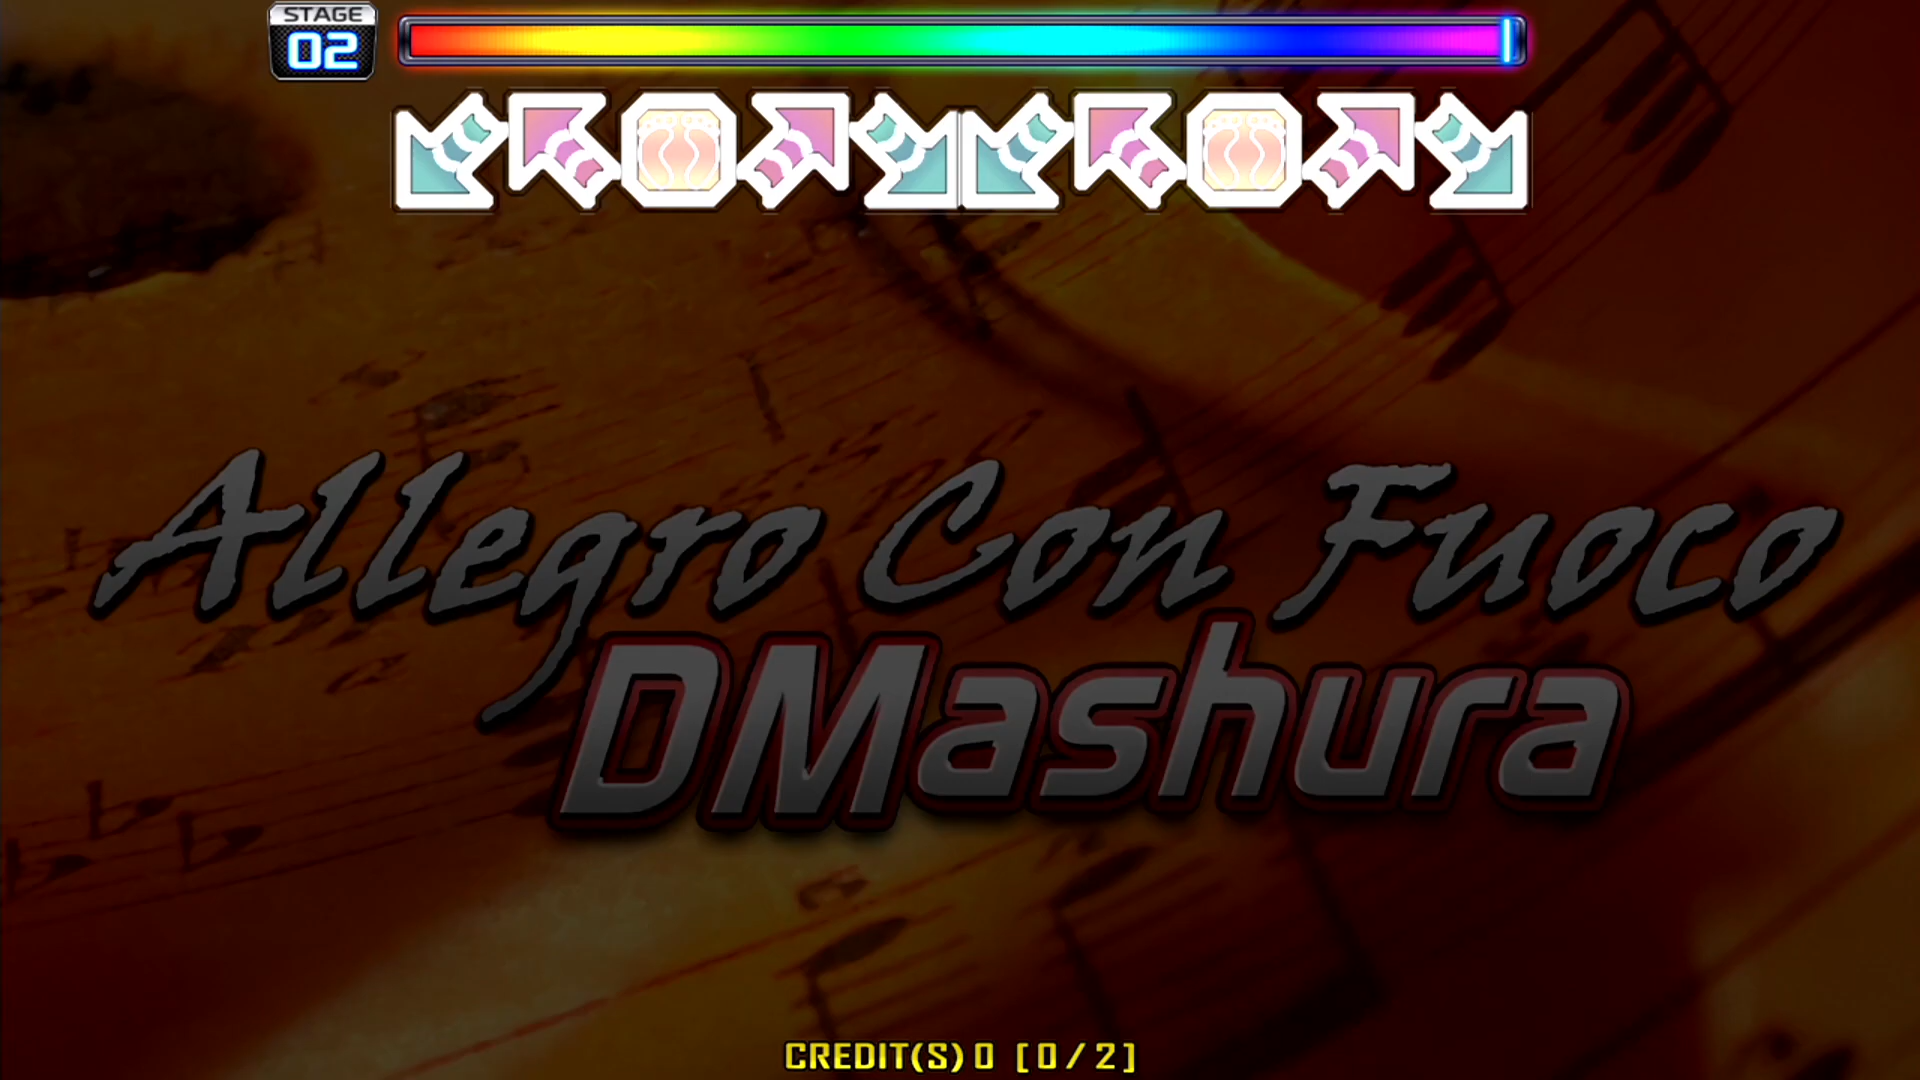 STAGE
02
Allegro Con Fuoco
DMashura
CREDIT(S) 0 [0/2]